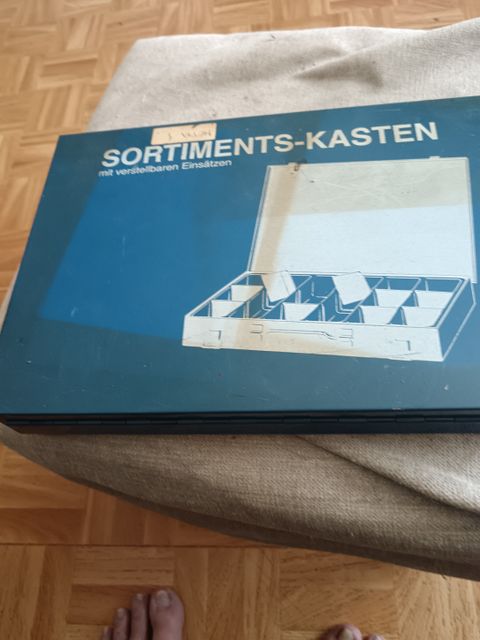 SORTIMENTS-KASTEN
mit verstellbaren Einsätzen